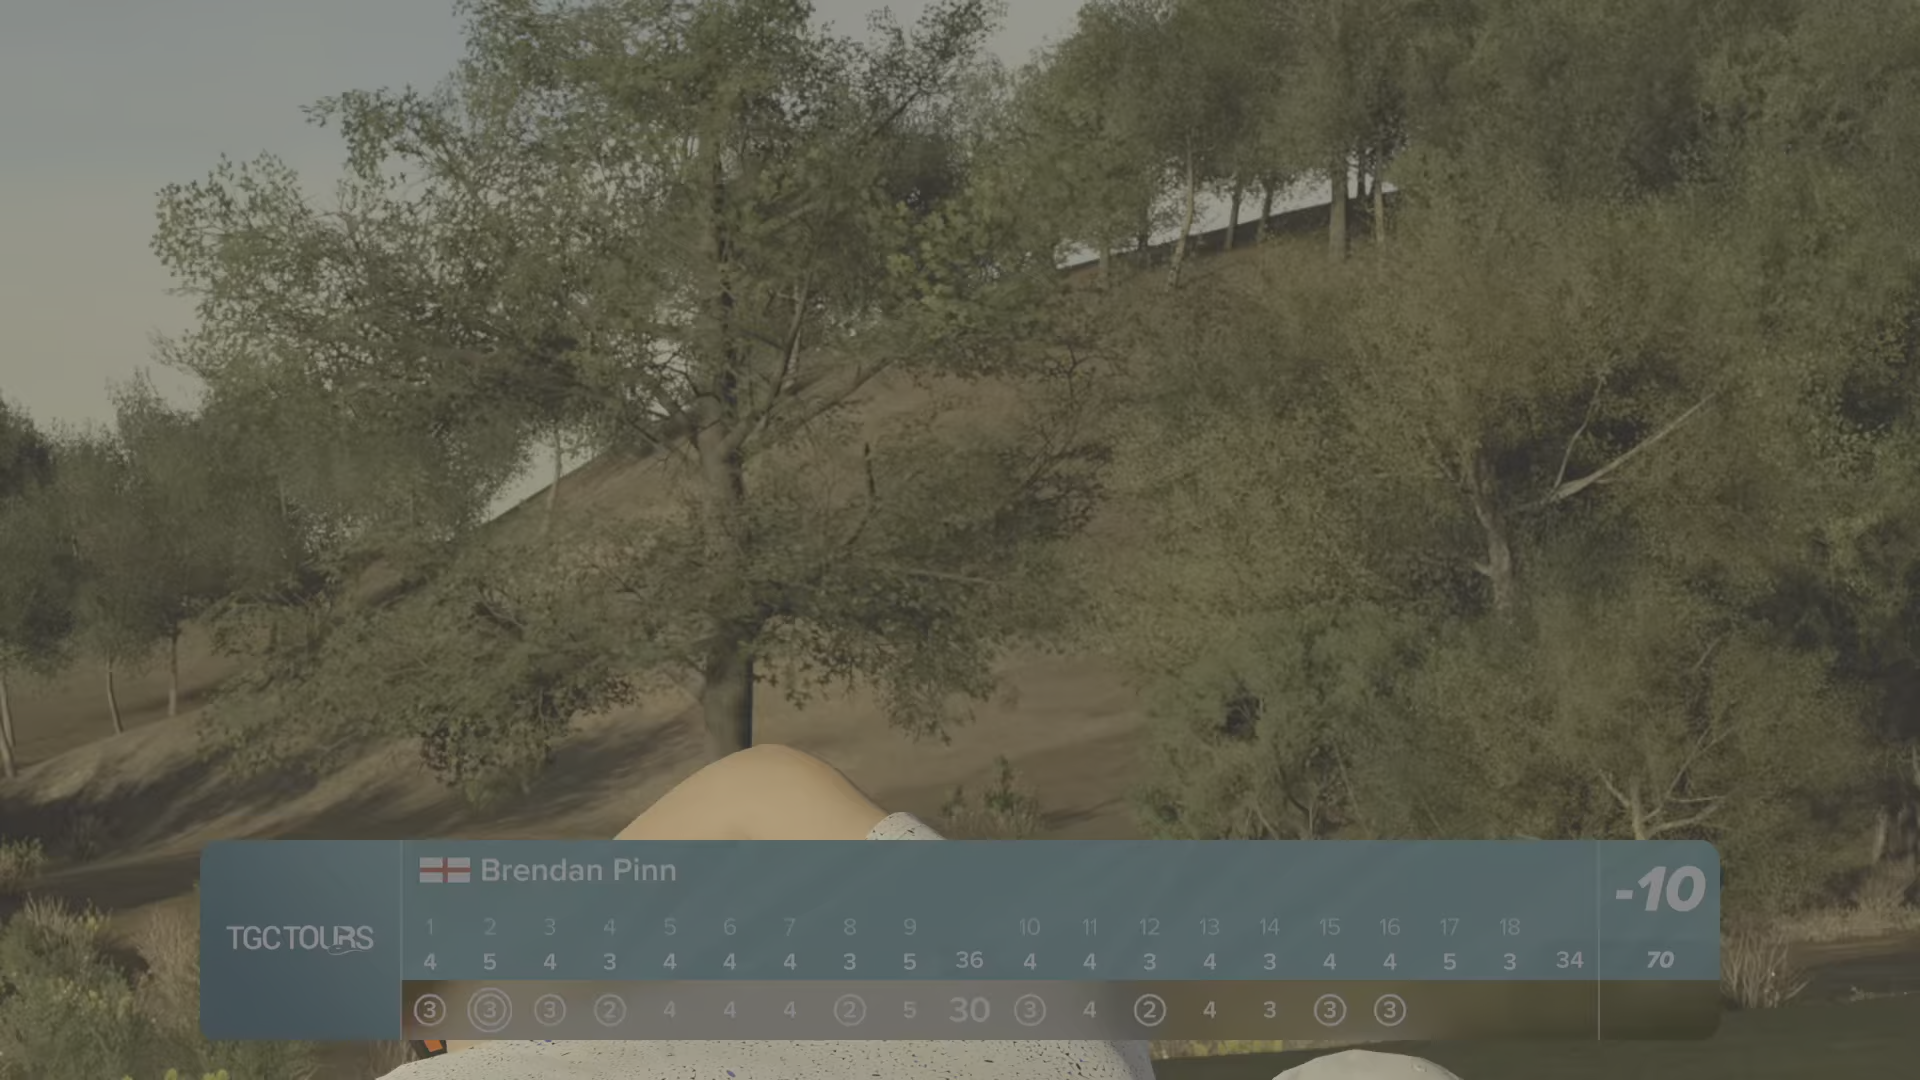 Brendan Pinn
-10
TGC TOURS
1 2 3 4 5 6 7 8 9 10 11 12 13 14 15 16 17 18
4 5 4 3 4 4 4 3 5 36 4 4 3 4 3 4 4 5 3 34 70
3 3 3 2 4 4 4 2 5 30 3 4 2 4 3 3 3